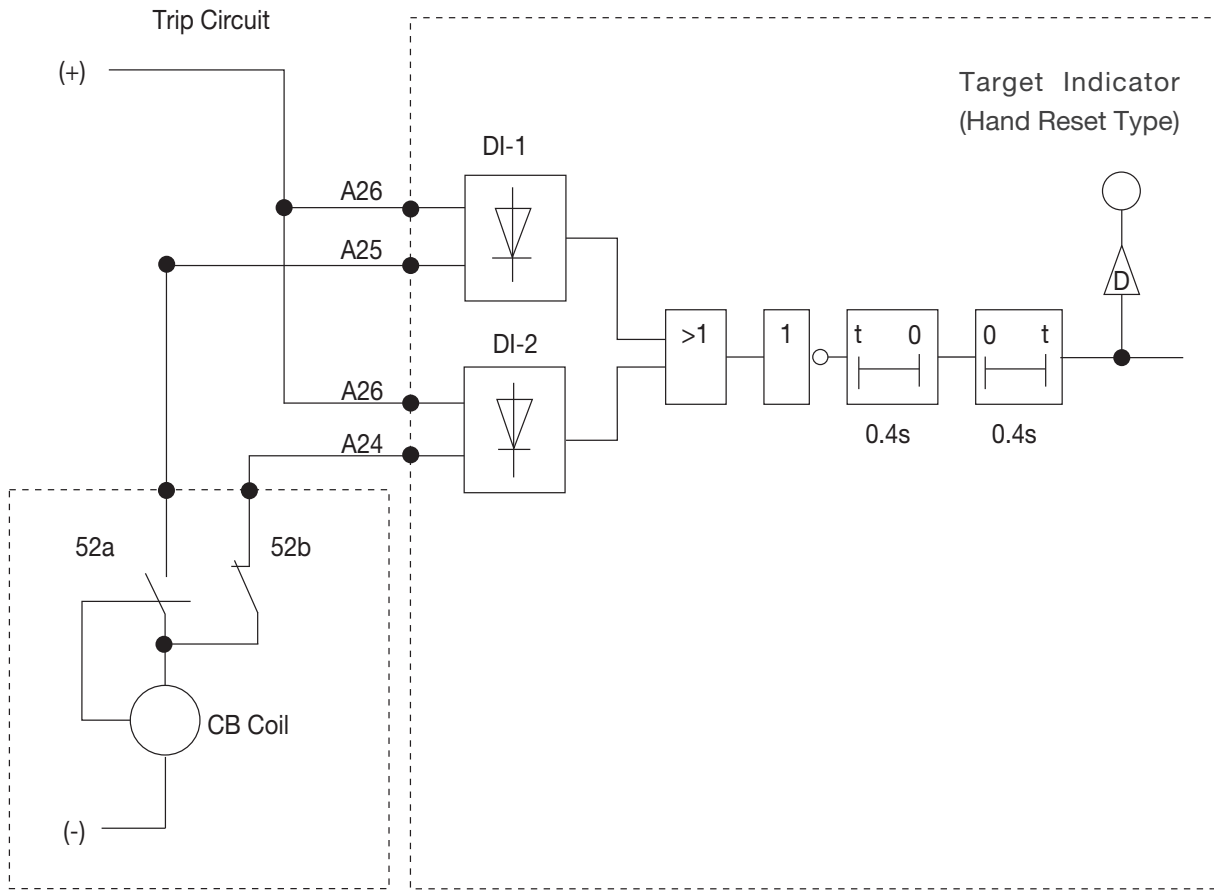 Trip Circuit
(+)
Target Indicator
(Hand Reset Type)
DI-1
A26
A25
D
>1
1
t 0
0 t
DI-2
A26
0.4s
0.4s
A24
52a
52b
CB Coil
(-)